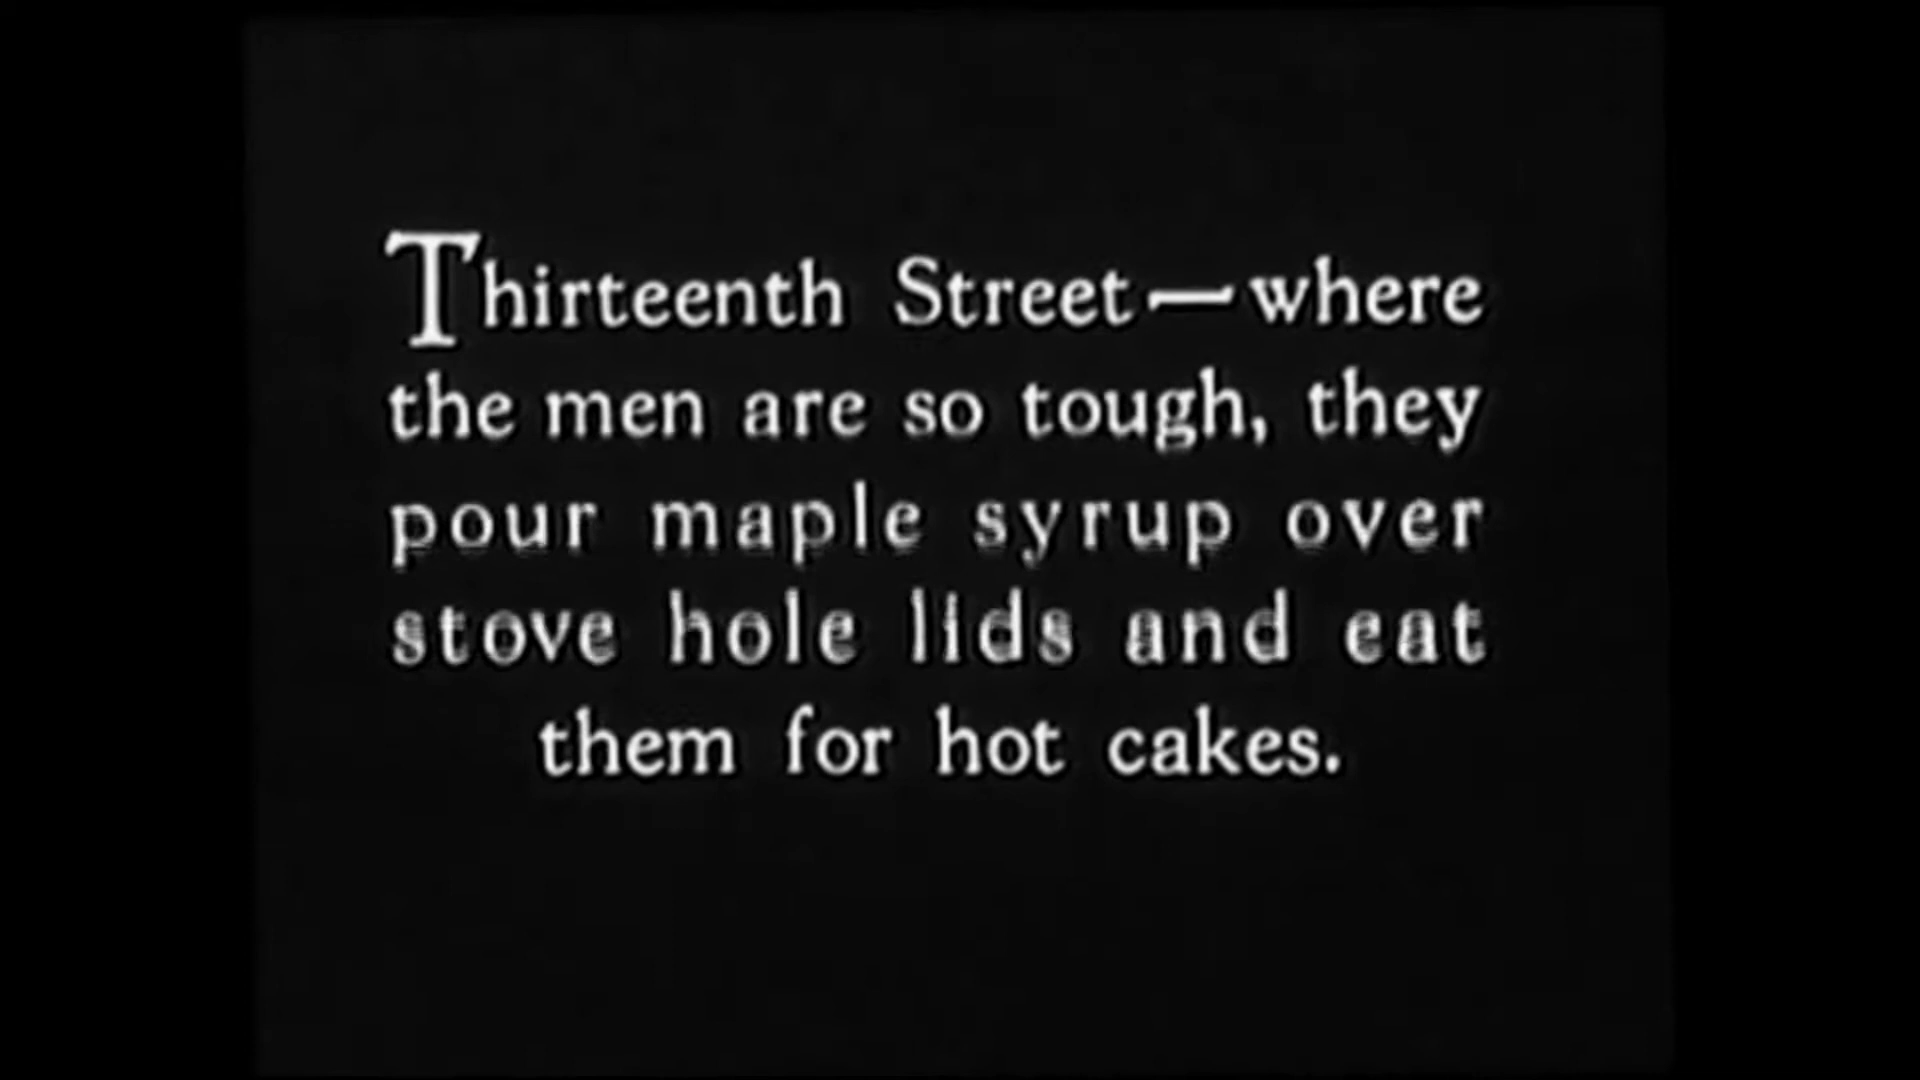 Thirteenth Street—where
the men are so tough, they
pour maple syrup over
stove hole lids and eat
them for hot cakes.